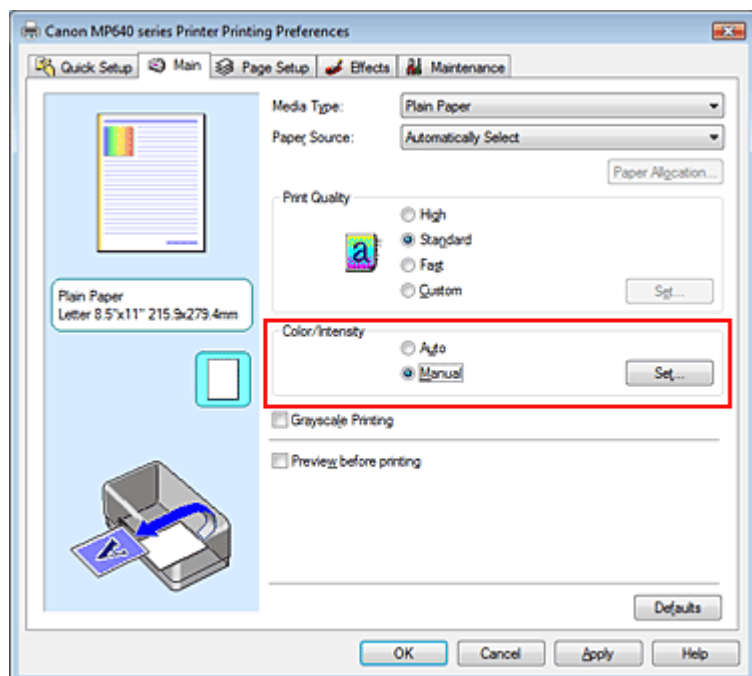 Canon MP640 series Printer Printing Preferences
Quick Setup Main Page Setup Effects Maintenance
Media Type: Plain Paper
Paper Source: Automatically Select
Paper Allocation...
Print Quality
High
Standard
Fast
Custom Set...
Plain Paper
Letter 8.5"x11" 215.9x279.4mm
Color/Intensity
Auto
Manual Set...
Grayscale Printing
Preview before printing
Defaults
OK Cancel Apply Help